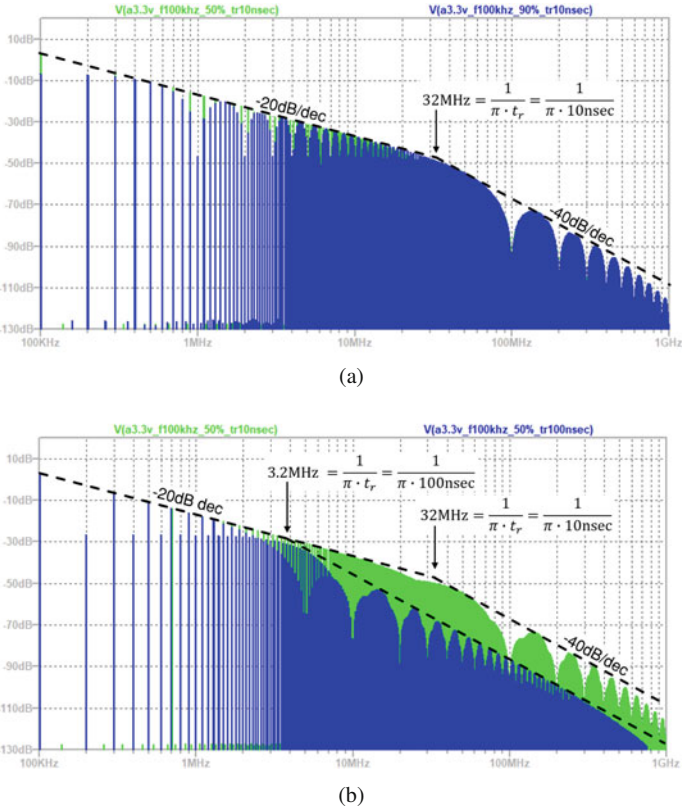 V(a3.3v_f100khz_50%_tr10nsec) V(a3.3v_f100khz_90%_tr10nsec)
10dB
-10dB
-30dB
-50dB
-70dB
-90dB
-110dB
-130dB
-20dB/dec
32MHz = 1/(π · t_r) = 1/(π · 10nsec)
-40dB/dec
100KHz 1MHz 10MHz 100MHz 1GHz
(a)
V(a3.3v_f100khz_50%_tr10nsec) V(a3.3v_f100khz_50%_tr100nsec)
10dB
-10dB
-30dB
-50dB
-70dB
-90dB
-110dB
-130dB
-20dB dec
3.2MHz = 1/(π · t_r) = 1/(π · 100nsec)
32MHz = 1/(π · t_r) = 1/(π · 10nsec)
-40dB/dec
100KHz 1MHz 10MHz 100MHz 1GHz
(b)